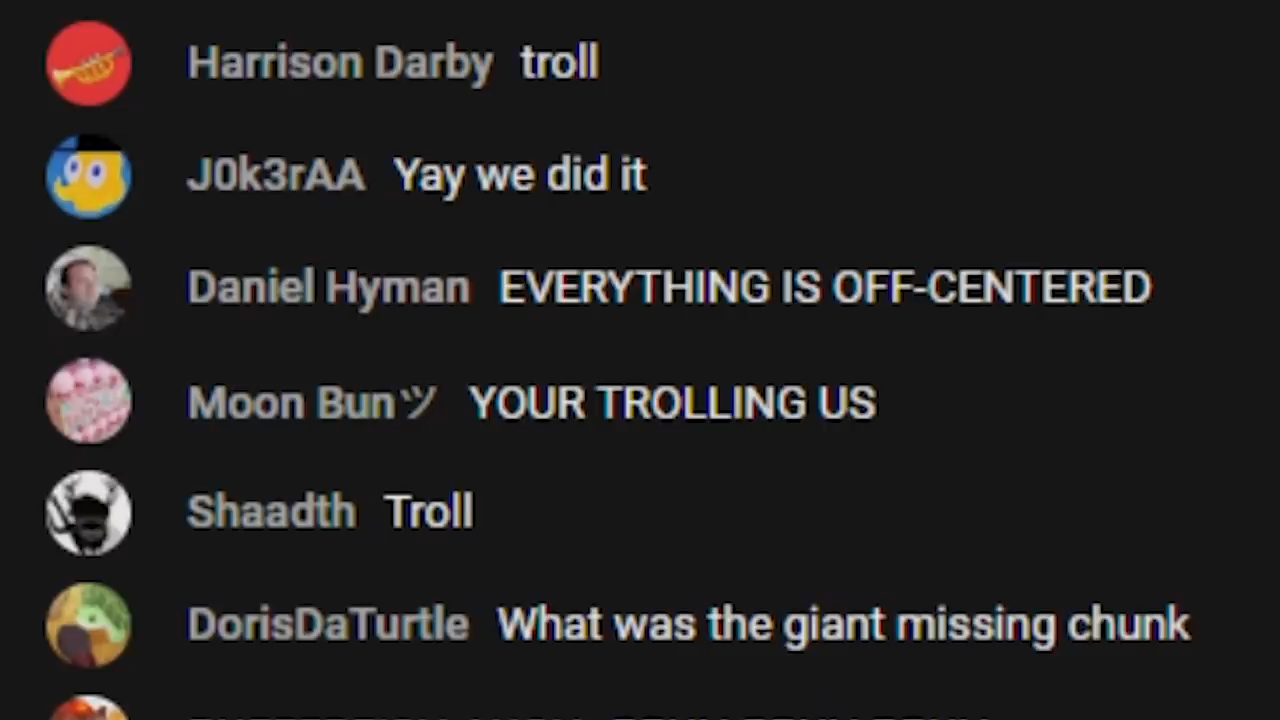 Harrison Darby troll
J0k3rAA Yay we did it
Daniel Hyman EVERYTHING IS OFF-CENTERED
Moon Bunツ YOUR TROLLING US
Shaadth Troll
DorisDaTurtle What was the giant missing chunk